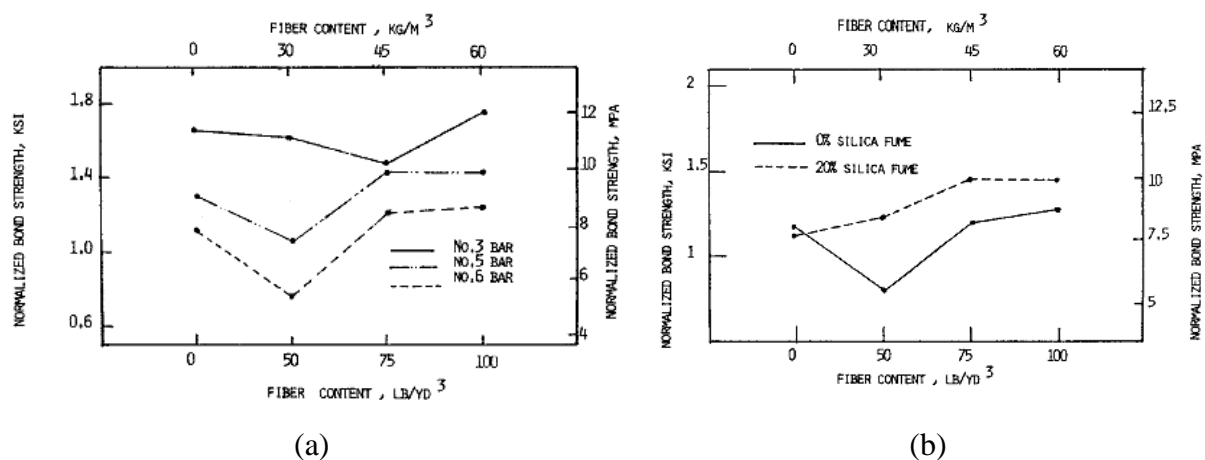 FIBER CONTENT , KG/M 3
0 30 45 60
NORMALIZED BOND STRENGTH, KSI
1.8
1.4
1.0
0.6
12
10
8
6
4
NORMALIZED BOND STRENGTH, MPA
No.3 BAR
No.5 BAR
No.6 BAR
0 50 75 100
FIBER CONTENT , LB/YD 3
(a)
FIBER CONTENT, KG/M 3
0 30 45 60
NORMALIZED BOND STRENGTH, KSI
2
1.5
1
12.5
10
7.5
5
NORMALIZED BOND STRENGTH, MPA
0% SILICA FUME
20% SILICA FUME
0 50 75 100
FIBER CONTENT , LB/YD 3
(b)